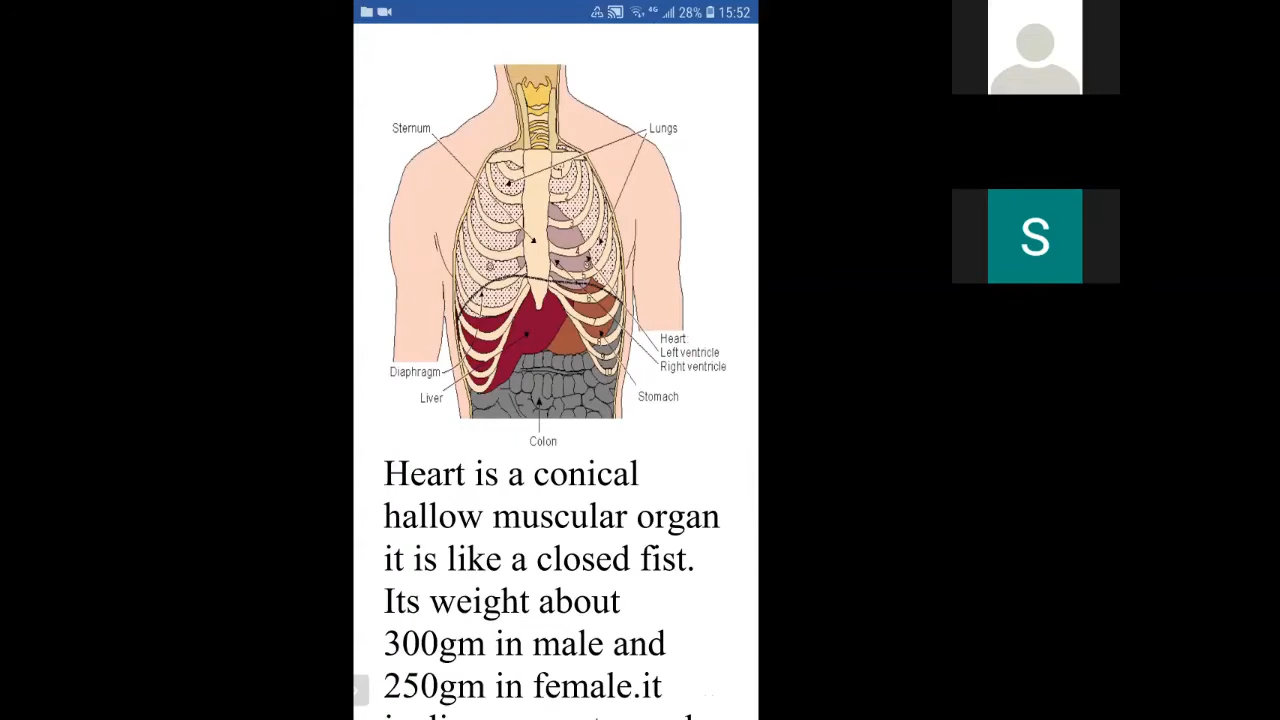 28% 15:52
4G
Sternum
Lungs
Heart:
Left ventricle
Right ventricle
Diaphragm
Liver
Stomach
Colon
Heart is a conical
hallow muscular organ
it is like a closed fist.
Its weight about
300gm in male and
250gm in female.it
S